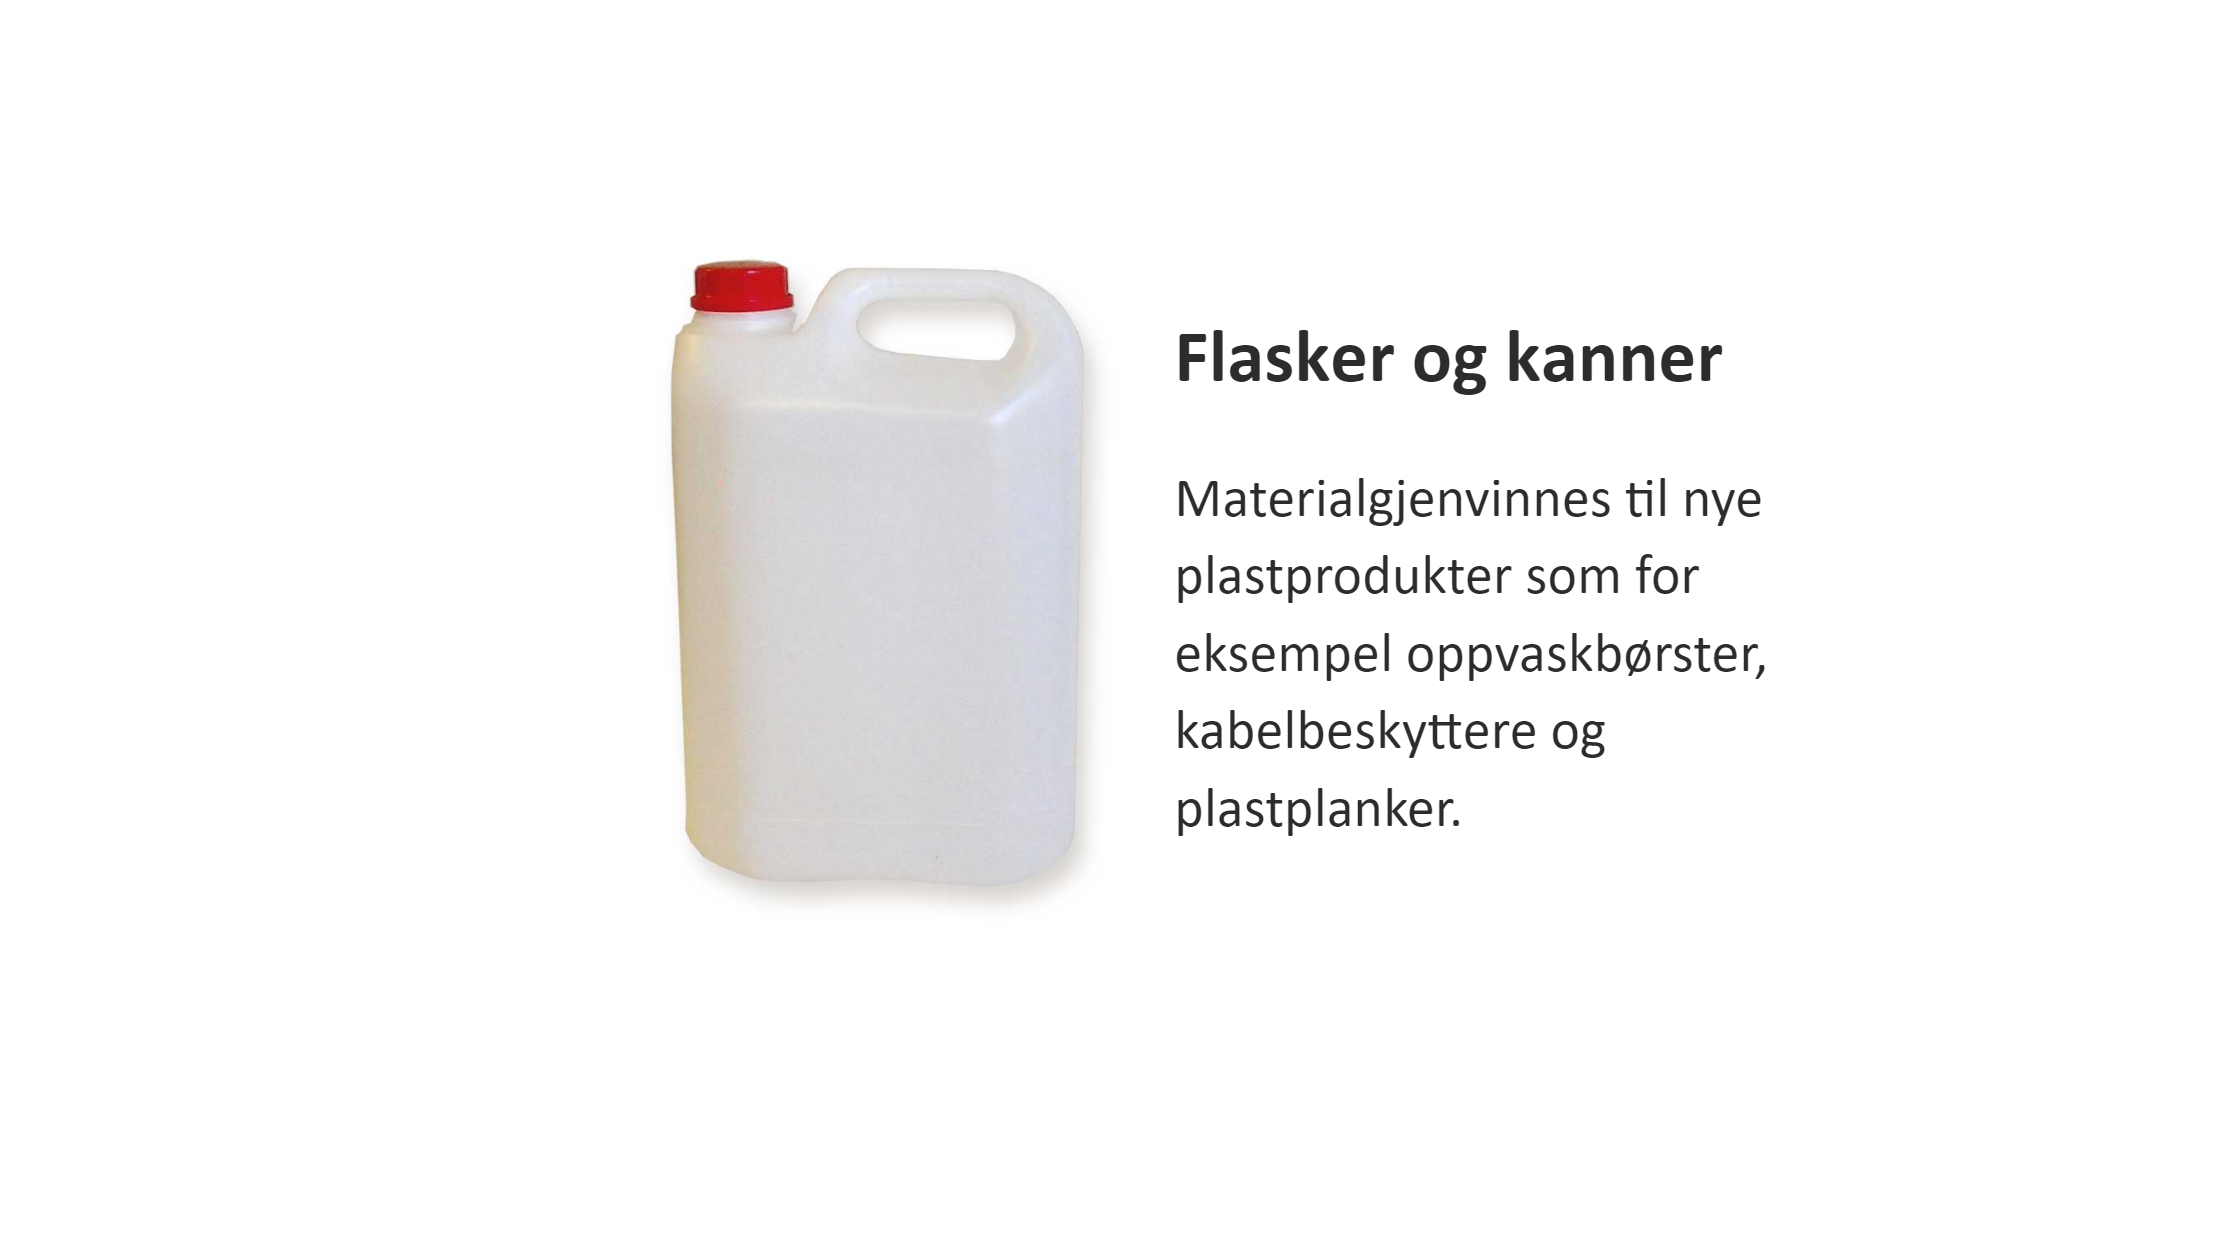 Flasker og kanner
Materialgjenvinnes til nye
plastprodukter som for
eksempel oppvaskbørster,
kabelbeskyttere og
plastplanker.